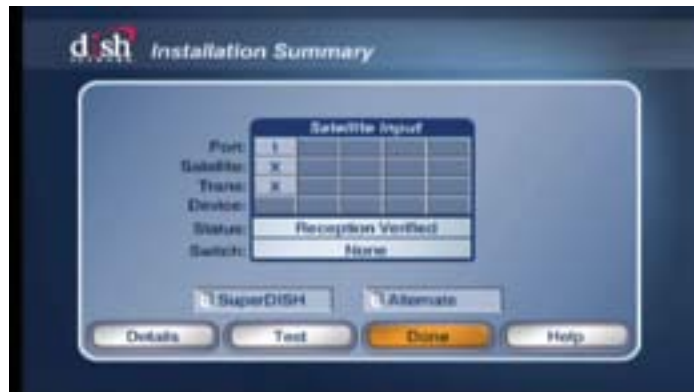 dish Installation Summary
NETWORK
Satellite Input
Port: 1
Satellite: X
Trans: X
Device:
Status: Reception Verified
Switch: None
SuperDISH Alternate
Details Test Done Help